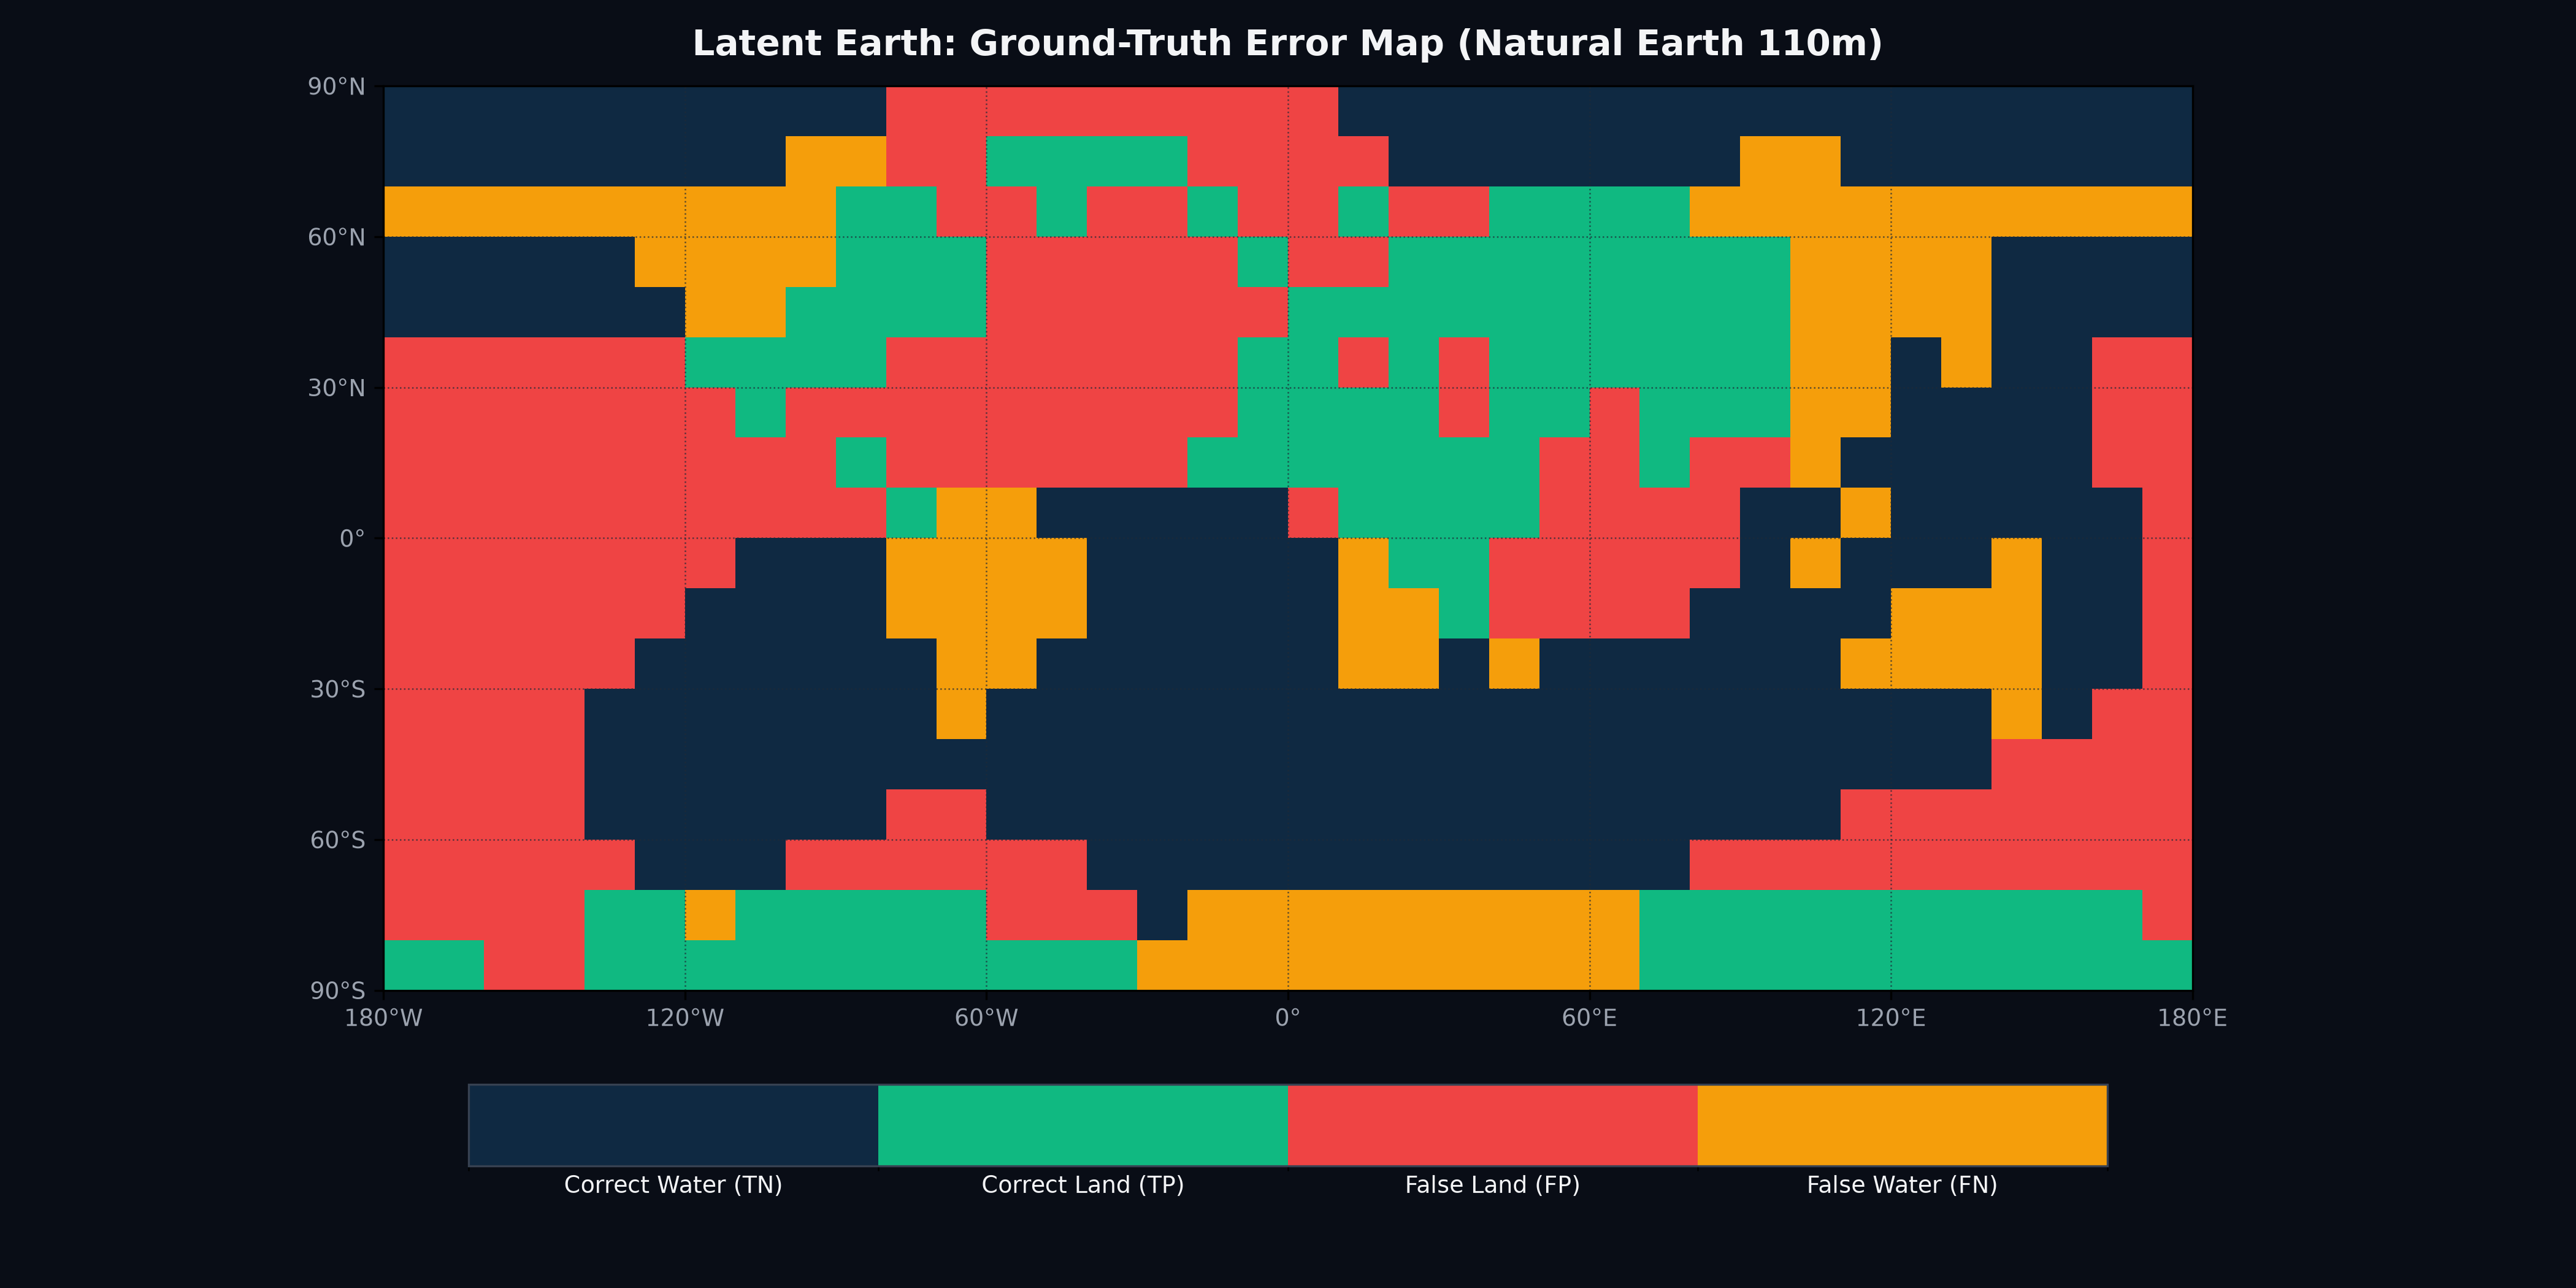 Latent Earth: Ground-Truth Error Map (Natural Earth 110m)
90°N
60°N
30°N
0°
30°S
60°S
90°S
180°W 120°W 60°W 0° 60°E 120°E 180°E
Correct Water (TN) Correct Land (TP) False Land (FP) False Water (FN)